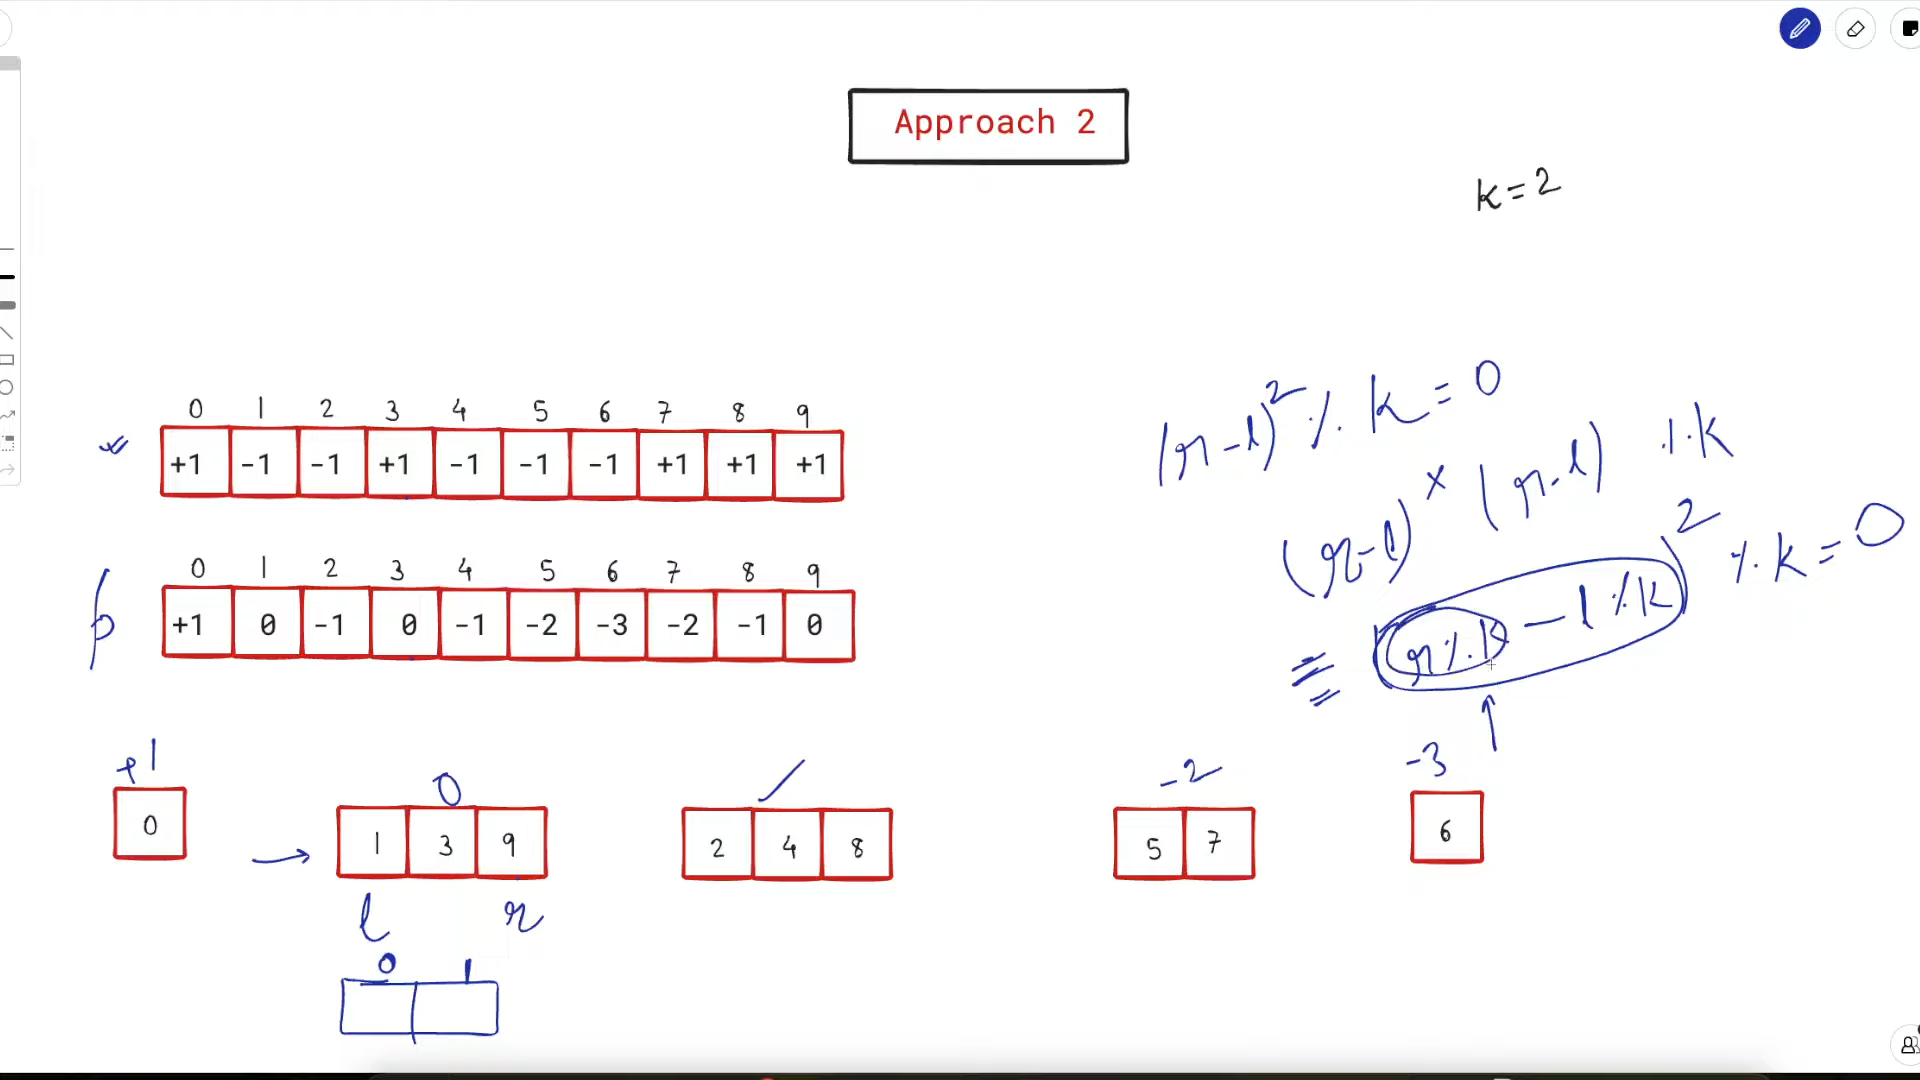 Approach 2
k=2
(r-l)² % k = 0
(r-l) × (r-l) % k
≡ (r%k - l%k)² % k = 0
0 1 2 3 4 5 6 7 8 9
+1 -1 -1 +1 -1 -1 -1 +1 +1 +1
0 1 2 3 4 5 6 7 8 9
p +1 0 -1 0 -1 -2 -3 -2 -1 0
+1 0 -2 -3
0 → 1 3 9 2 4 8 5 7 6
l r
0 1